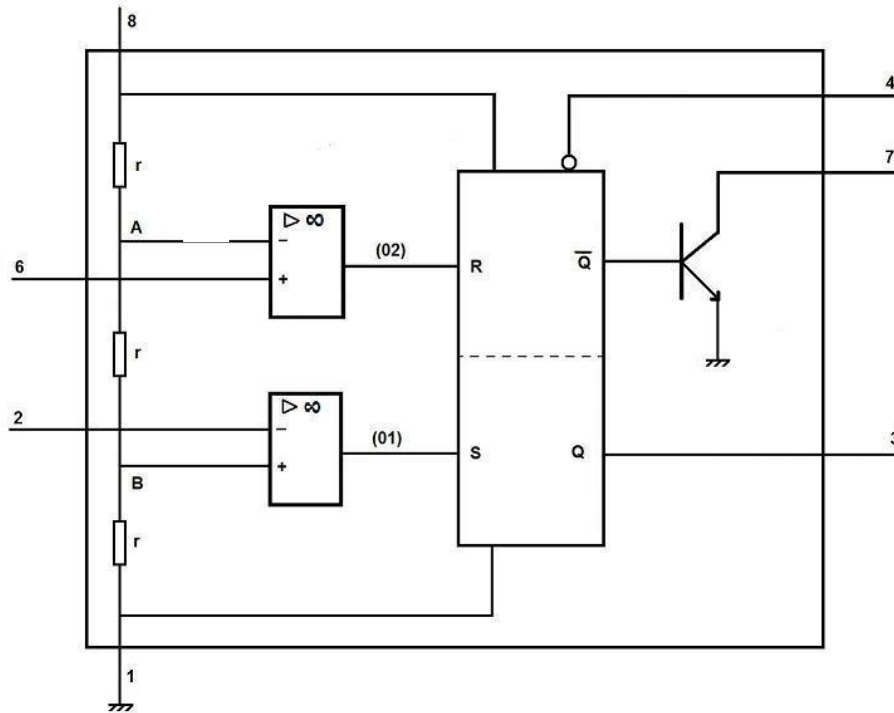 8
4
7
r
A
▷ ∞
−
(02)
R
Q̅
6
+
r
2
▷ ∞
−
(01)
S
Q
3
+
B
r
1